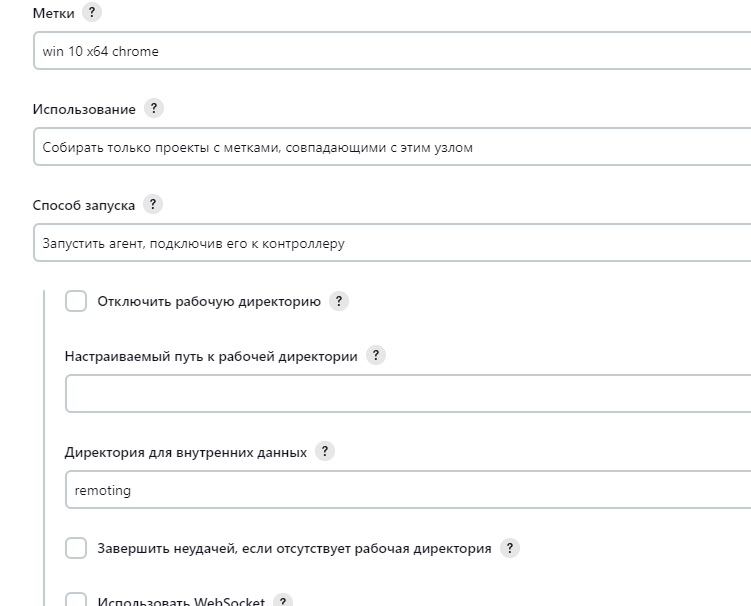 Метки ?
win 10 x64 chrome
Использование ?
Собирать только проекты с метками, совпадающими с этим узлом
Способ запуска ?
Запустить агент, подключив его к контроллеру
Отключить рабочую директорию ?
Настраиваемый путь к рабочей директории ?
Директория для внутренних данных ?
remoting
Завершить неудачей, если отсутствует рабочая директория ?
Использовать WebSocket ?